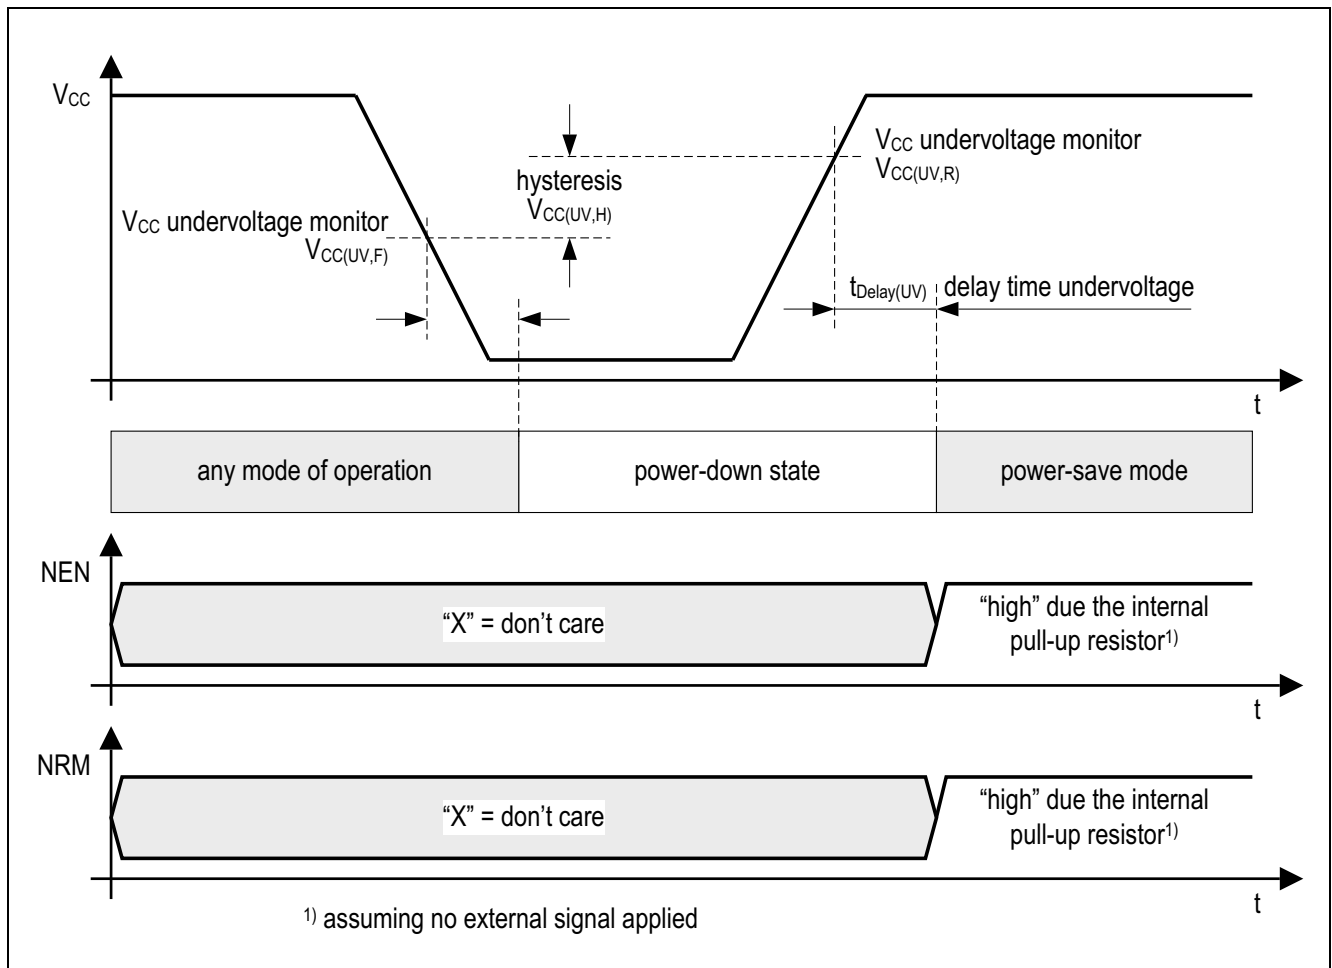 VCC
VCC undervoltage monitor
VCC(UV,R)
hysteresis
VCC(UV,H)
VCC undervoltage monitor
VCC(UV,F)
tDelay(UV) delay time undervoltage
t
any mode of operation
power-down state
power-save mode
NEN
“X” = don’t care
“high” due the internal
pull-up resistor1)
t
NRM
“X” = don’t care
“high” due the internal
pull-up resistor1)
t
1) assuming no external signal applied